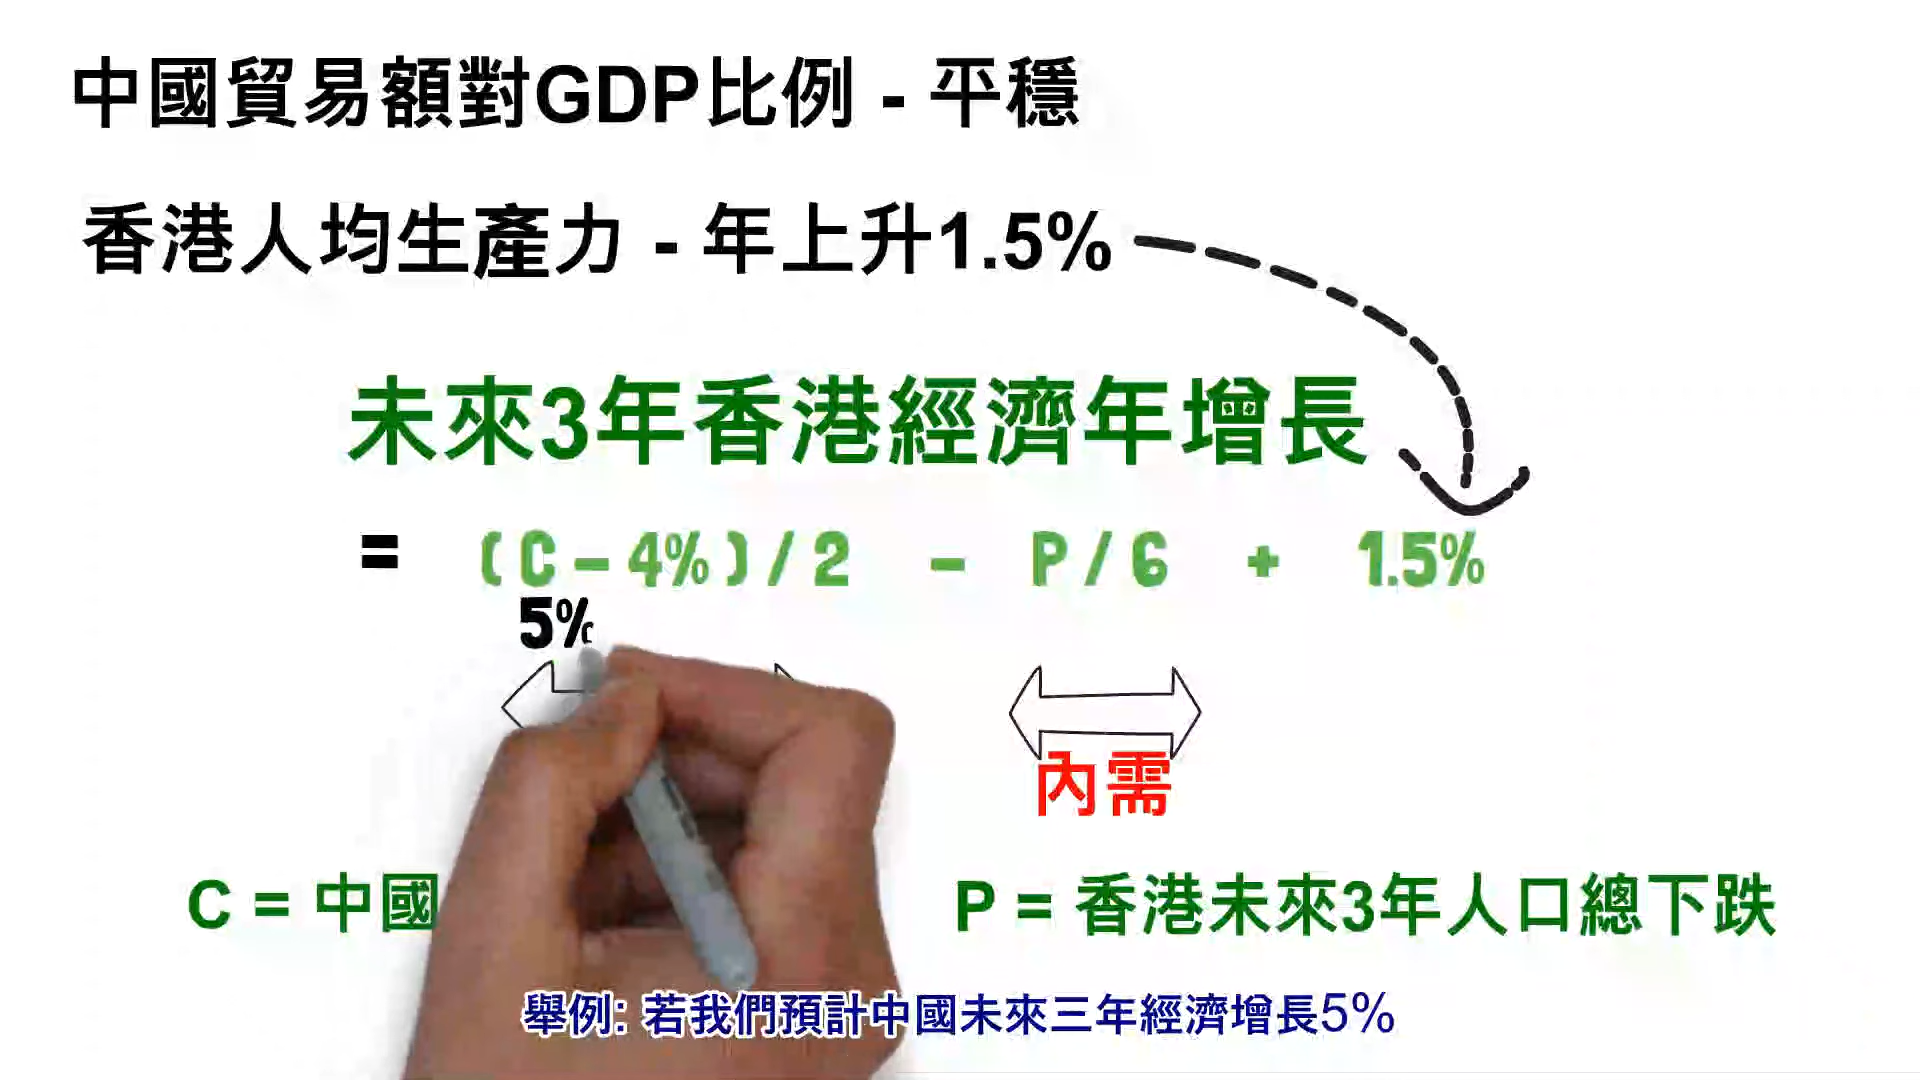 中國貿易額對GDP比例 - 平穩
香港人均生產力 - 年上升1.5%
未來3年香港經濟年增長
= (C - 4%) / 2 - P / 6 + 1.5%
5%
內需
C = 中國
P = 香港未來3年人口總下跌
舉例: 若我們預計中國未來三年經濟增長5%